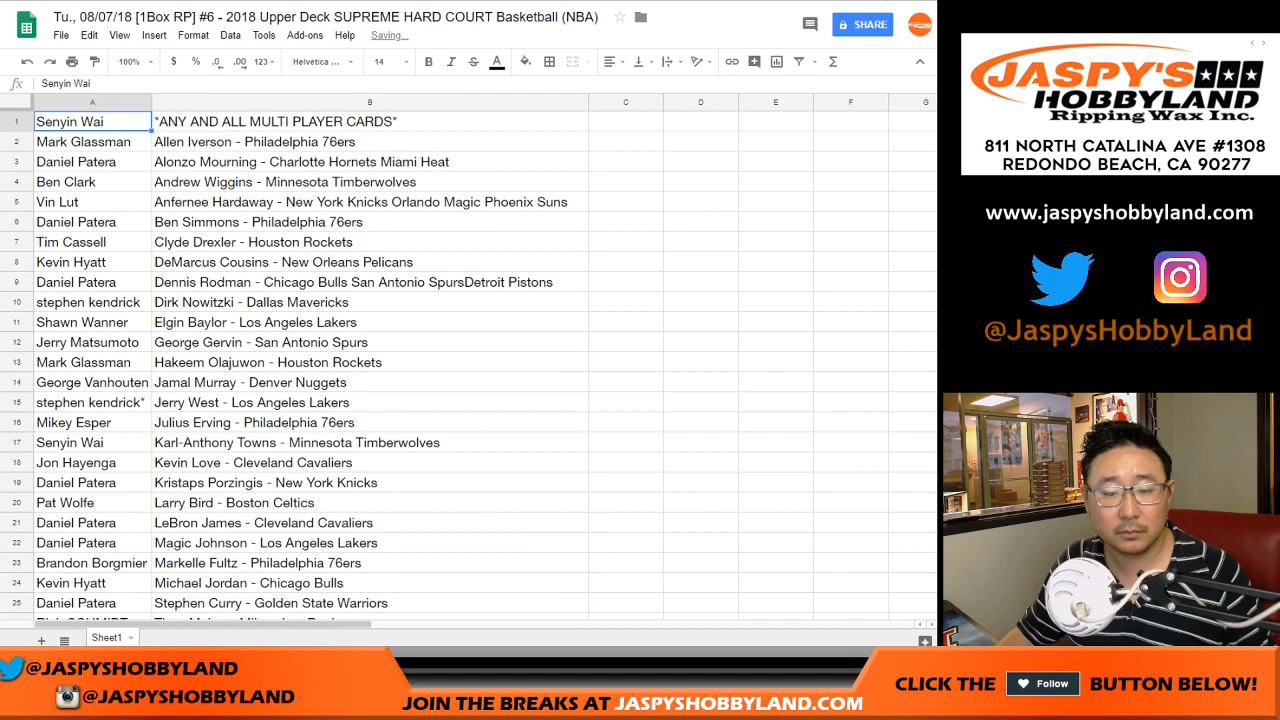 Tu., 08/07/18 [1Box RP] #6 - 2018 Upper Deck SUPREME HARD COURT Basketball (NBA)
SHARE
File Edit View Insert Format Data Tools Add-ons Help Saving...
100% $ % .0 .00 123 Helvetica ... 14 B I S A
fx Senyin Wai
A B C D E F G
1 Senyin Wai *ANY AND ALL MULTI PLAYER CARDS*
2 Mark Glassman Allen Iverson - Philadelphia 76ers
3 Daniel Patera Alonzo Mourning - Charlotte Hornets Miami Heat
4 Ben Clark Andrew Wiggins - Minnesota Timberwolves
5 Vin Lut Anfernee Hardaway - New York Knicks Orlando Magic Phoenix Suns
6 Daniel Patera Ben Simmons - Philadelphia 76ers
7 Tim Cassell Clyde Drexler - Houston Rockets
8 Kevin Hyatt DeMarcus Cousins - New Orleans Pelicans
9 Daniel Patera Dennis Rodman - Chicago Bulls San Antonio SpursDetroit Pistons
10 stephen kendrick Dirk Nowitzki - Dallas Mavericks
11 Shawn Wanner Elgin Baylor - Los Angeles Lakers
12 Jerry Matsumoto George Gervin - San Antonio Spurs
13 Mark Glassman Hakeem Olajuwon - Houston Rockets
14 George Vanhouten Jamal Murray - Denver Nuggets
15 stephen kendrick* Jerry West - Los Angeles Lakers
16 Mikey Esper Julius Erving - Philadelphia 76ers
17 Senyin Wai Karl-Anthony Towns - Minnesota Timberwolves
18 Jon Hayenga Kevin Love - Cleveland Cavaliers
19 Daniel Patera Kristaps Porzingis - New York Knicks
20 Pat Wolfe Larry Bird - Boston Celtics
21 Daniel Patera LeBron James - Cleveland Cavaliers
22 Daniel Patera Magic Johnson - Los Angeles Lakers
23 Brandon Borgmier Markelle Fultz - Philadelphia 76ers
24 Kevin Hyatt Michael Jordan - Chicago Bulls
25 Daniel Patera Stephen Curry - Golden State Warriors
Sheet1
JASPY'S
HOBBYLAND
Ripping Wax Inc.
811 NORTH CATALINA AVE #1308
REDONDO BEACH, CA 90277
www.jaspyshobbyland.com
@JaspysHobbyLand
@JASPYSHOBBYLAND
@JASPYSHOBBYLAND
JOIN THE BREAKS AT JASPYSHOBBYLAND.COM
CLICK THE Follow BUTTON BELOW!